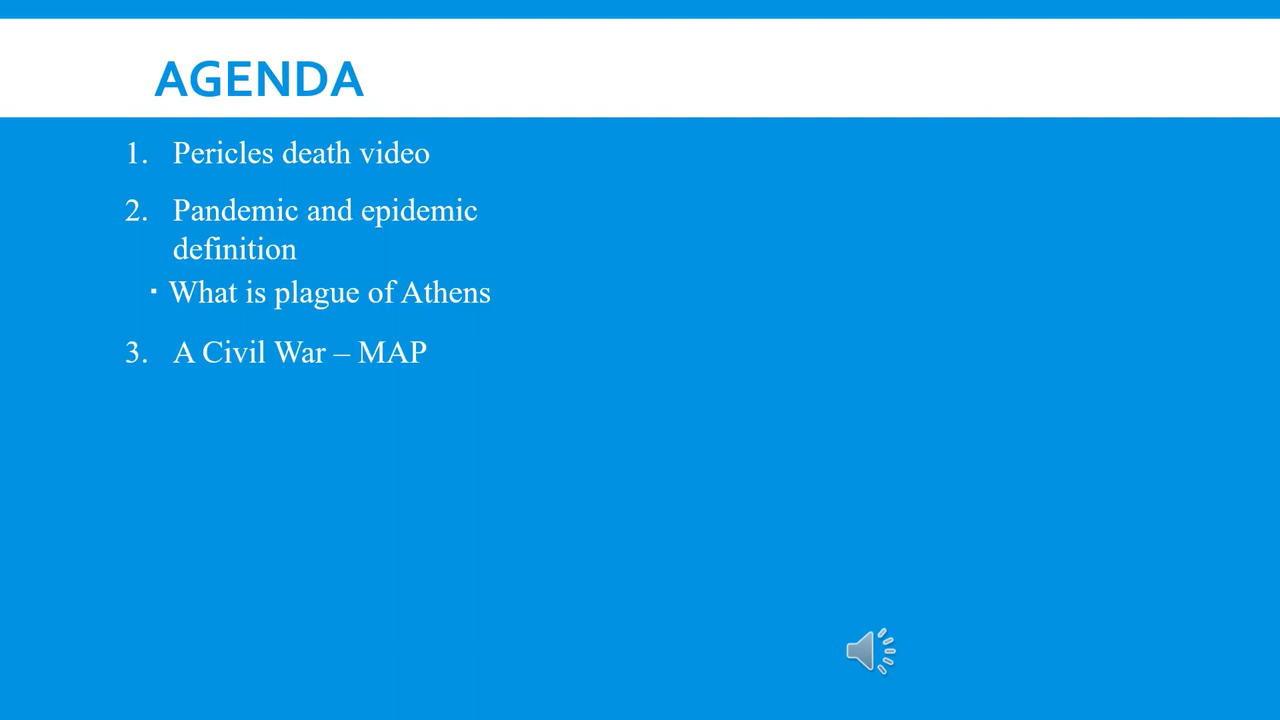 AGENDA
1. Pericles death video
2. Pandemic and epidemic
definition
▪ What is plague of Athens
3. A Civil War – MAP